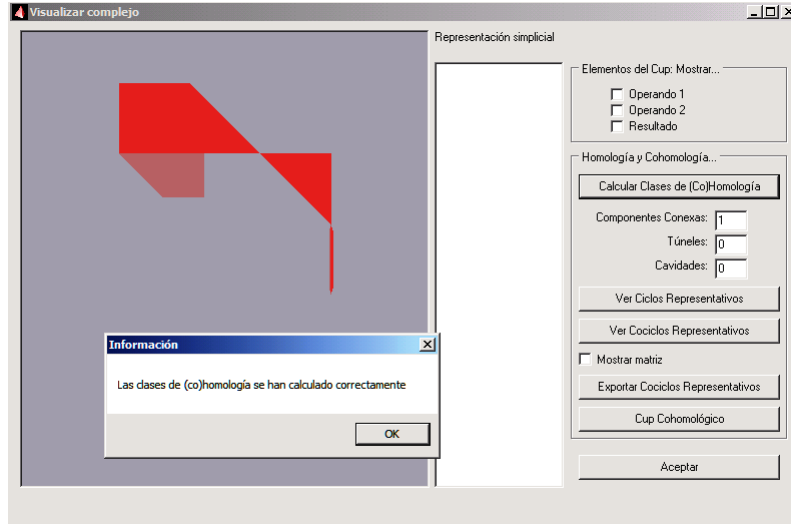 Visualizar complejo
Representación simplicial
Elementos del Cup: Mostrar...
Operando 1
Operando 2
Resultado
Homología y Cohomología...
Calcular Clases de (Co)Homología
Componentes Conexas: 1
Túneles: 0
Cavidades: 0
Ver Ciclos Representativos
Ver Cociclos Representativos
Mostrar matriz
Exportar Cociclos Representativos
Cup Cohomológico
Aceptar
Información
Las clases de (co)homología se han calculado correctamente
OK